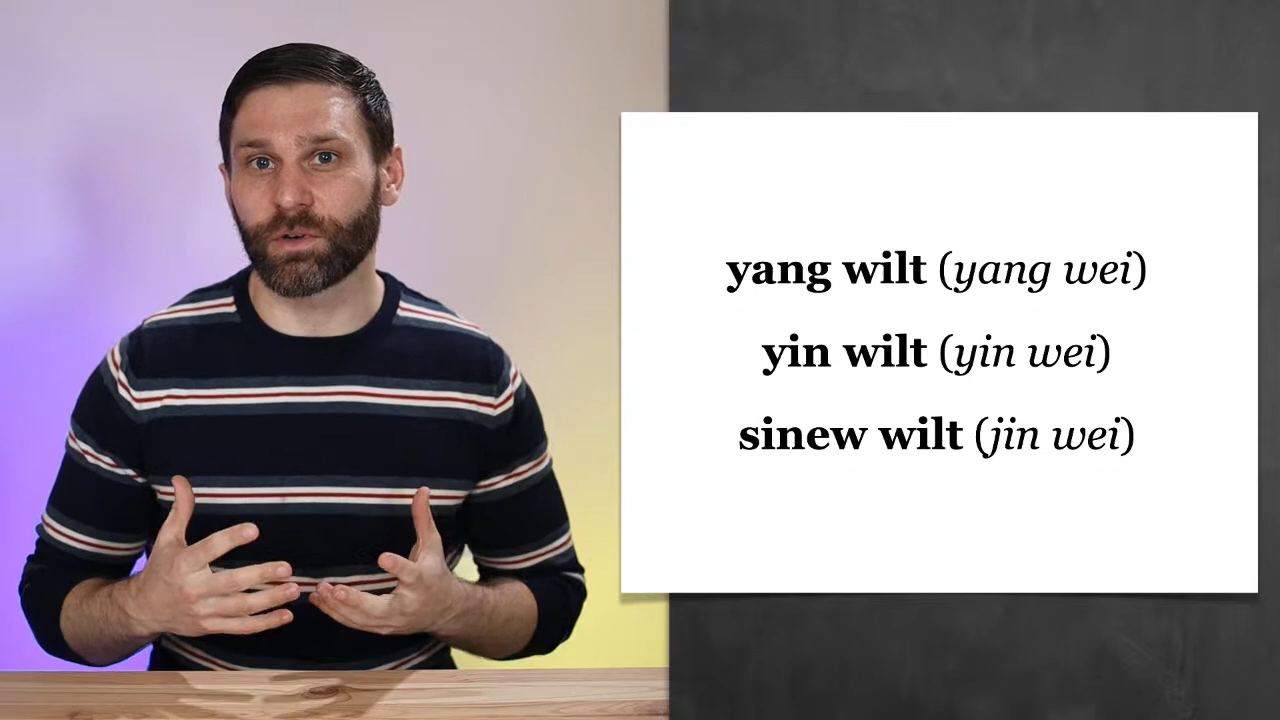 yang wilt (yang wei)
yin wilt (yin wei)
sinew wilt (jin wei)